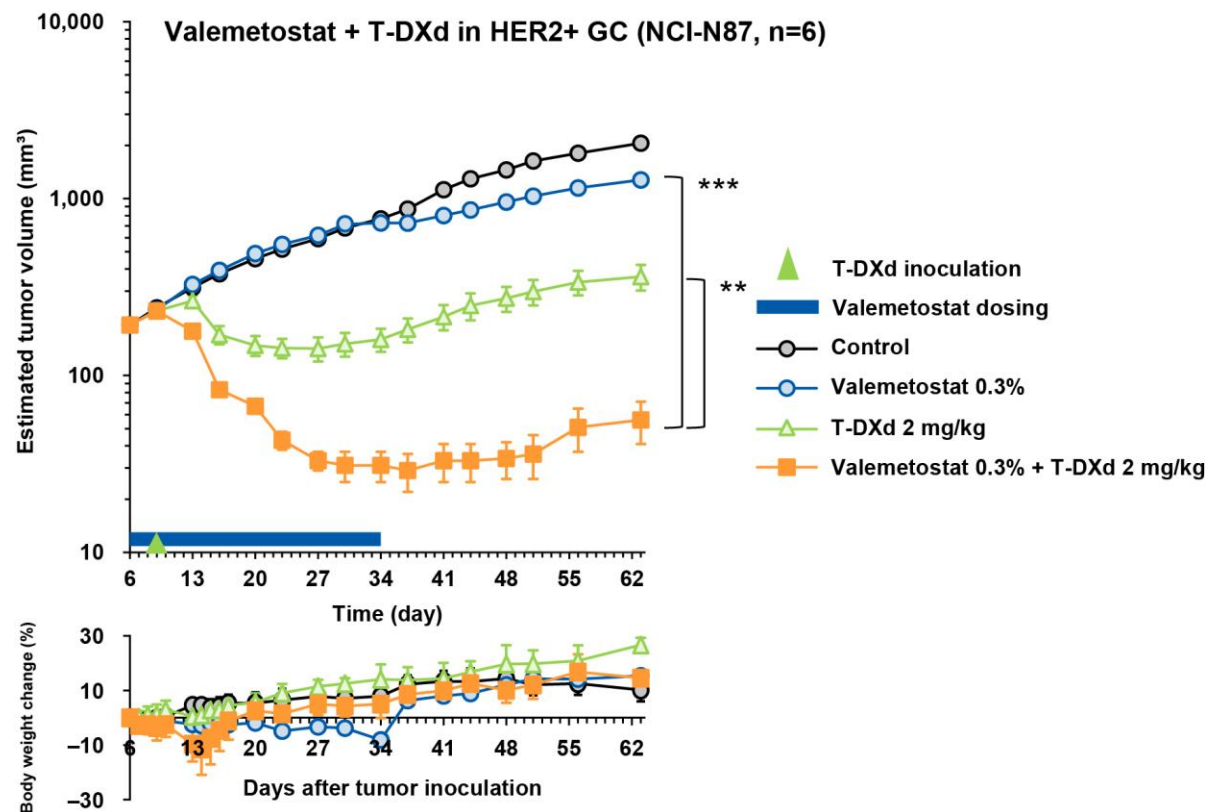 Valemetostat + T-DXd in HER2+ GC (NCI-N87, n=6)
Estimated tumor volume (mm³)
10,000
1,000
100
10
6 13 20 27 34 41 48 55 62
Time (day)
***
**
T-DXd inoculation
Valemetostat dosing
Control
Valemetostat 0.3%
T-DXd 2 mg/kg
Valemetostat 0.3% + T-DXd 2 mg/kg
Body weight change (%)
30
10
–10
–30
6 13 20 27 34 41 48 55 62
Days after tumor inoculation